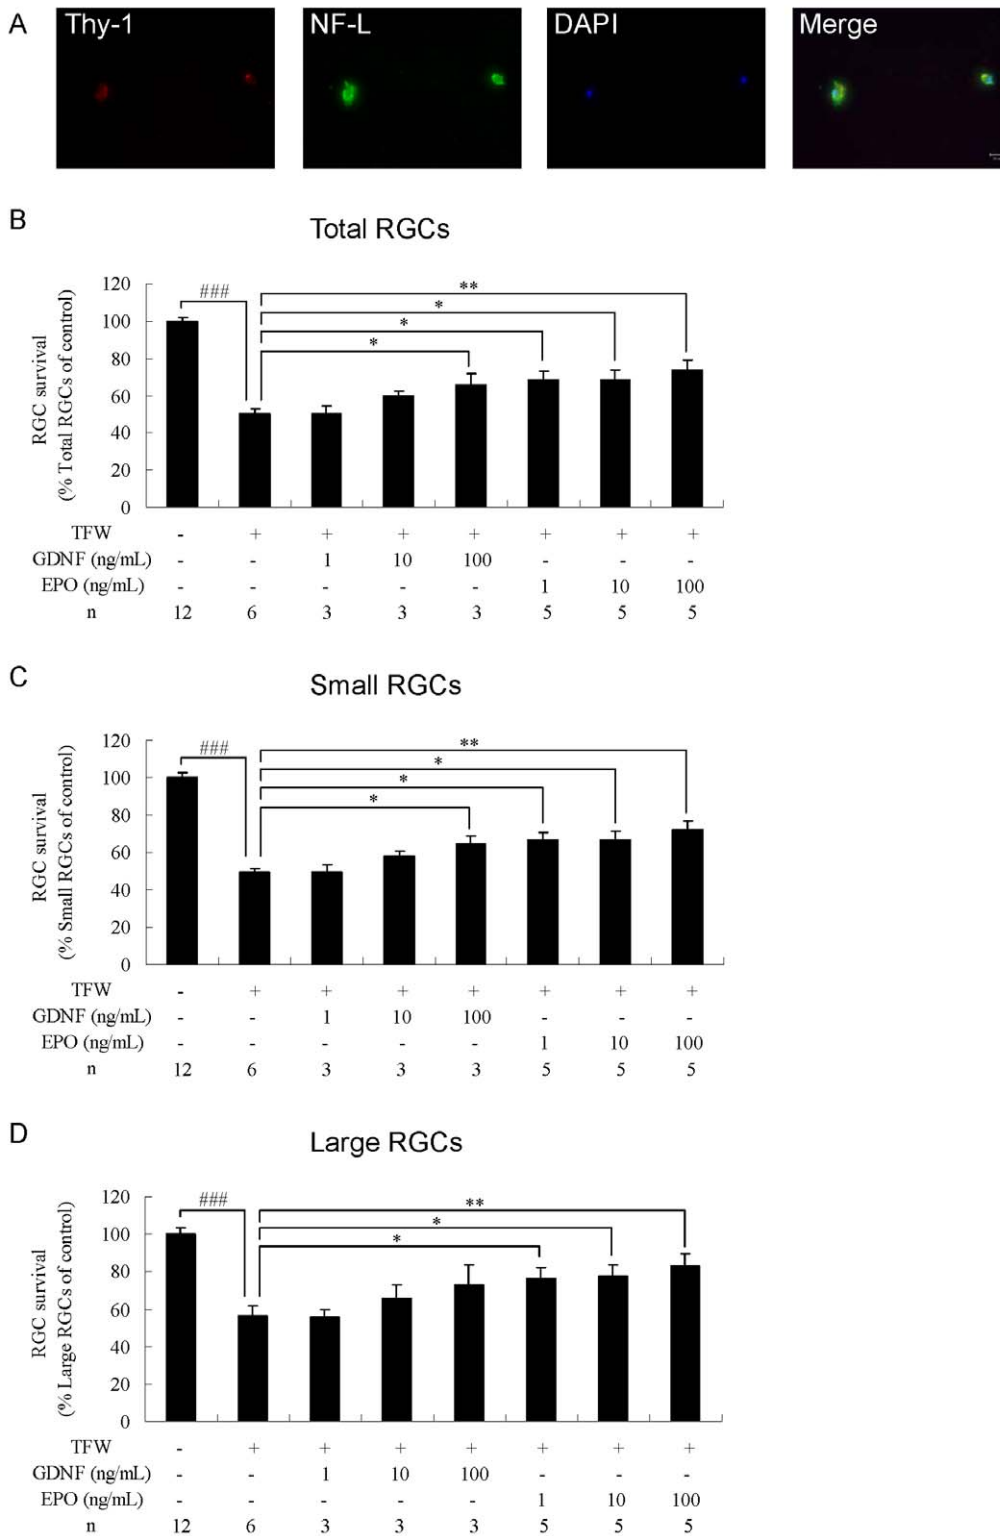 A
Thy-1 NF-L DAPI Merge
B
Total RGCs
RGC survival
(% Total RGCs of control)
120
100
80
60
40
20
0
###
**
*
*
*
TFW - + + + + + + +
GDNF (ng/mL) - - 1 10 100 - - -
EPO (ng/mL) - - - - - 1 10 100
n 12 6 3 3 3 5 5 5
C
Small RGCs
RGC survival
(% Small RGCs of control)
120
100
80
60
40
20
0
###
**
*
*
*
TFW - + + + + + + +
GDNF (ng/mL) - - 1 10 100 - - -
EPO (ng/mL) - - - - - 1 10 100
n 12 6 3 3 3 5 5 5
D
Large RGCs
RGC survival
(% Large RGCs of control)
120
100
80
60
40
20
0
###
**
*
*
TFW - + + + + + + +
GDNF (ng/mL) - - 1 10 100 - - -
EPO (ng/mL) - - - - - 1 10 100
n 12 6 3 3 3 5 5 5